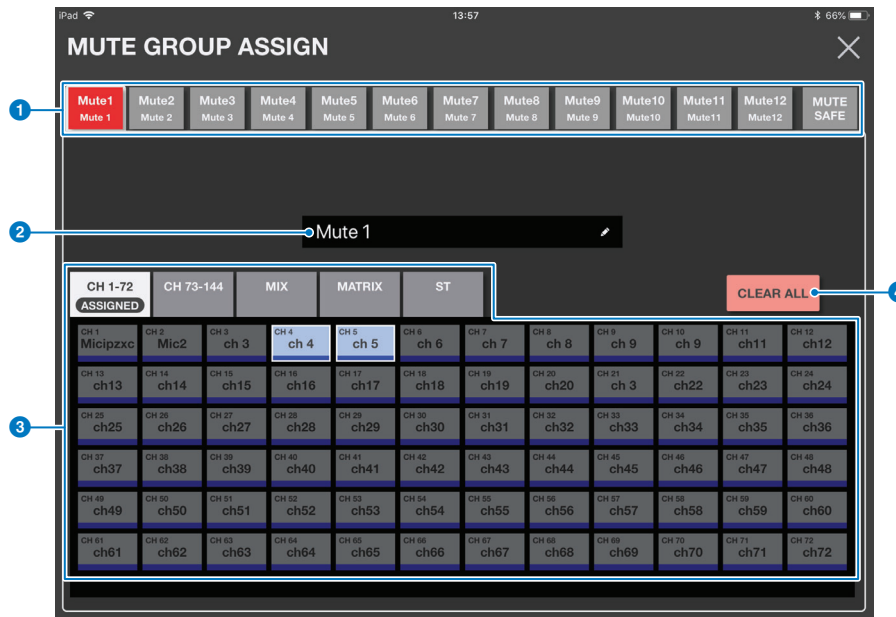 iPad 13:57 66%
MUTE GROUP ASSIGN
1
Mute1 Mute2 Mute3 Mute4 Mute5 Mute6 Mute7 Mute8 Mute9 Mute10 Mute11 Mute12 MUTE
Mute 1 Mute 2 Mute 3 Mute 4 Mute 5 Mute 6 Mute 7 Mute 8 Mute 9 Mute10 Mute11 Mute12 SAFE
2 Mute 1
CH 1-72 CH 73-144 MIX MATRIX ST
ASSIGNED
CLEAR ALL
CH 1 CH 2 CH 3 CH 4 CH 5 CH 6 CH 7 CH 8 CH 9 CH 10 CH 11 CH 12
Micipzxc Mic2 ch 3 ch 4 ch 5 ch 6 ch 7 ch 8 ch 9 ch 9 ch11 ch12
CH 13 CH 14 CH 15 CH 16 CH 17 CH 18 CH 19 CH 20 CH 21 CH 22 CH 23 CH 24
ch13 ch14 ch15 ch16 ch17 ch18 ch19 ch20 ch 3 ch22 ch23 ch24
3
CH 25 CH 26 CH 27 CH 28 CH 29 CH 30 CH 31 CH 32 CH 33 CH 34 CH 35 CH 36
ch25 ch26 ch27 ch28 ch29 ch30 ch31 ch32 ch33 ch34 ch35 ch36
CH 37 CH 38 CH 39 CH 40 CH 41 CH 42 CH 43 CH 44 CH 45 CH 46 CH 47 CH 48
ch37 ch38 ch39 ch40 ch41 ch42 ch43 ch44 ch45 ch46 ch47 ch48
CH 49 CH 50 CH 51 CH 52 CH 53 CH 54 CH 55 CH 56 CH 57 CH 58 CH 59 CH 60
ch49 ch50 ch51 ch52 ch53 ch54 ch55 ch56 ch57 ch58 ch59 ch60
CH 61 CH 62 CH 63 CH 64 CH 65 CH 66 CH 67 CH 68 CH 69 CH 70 CH 71 CH 72
ch61 ch62 ch63 ch64 ch65 ch66 ch67 ch68 ch69 ch70 ch71 ch72